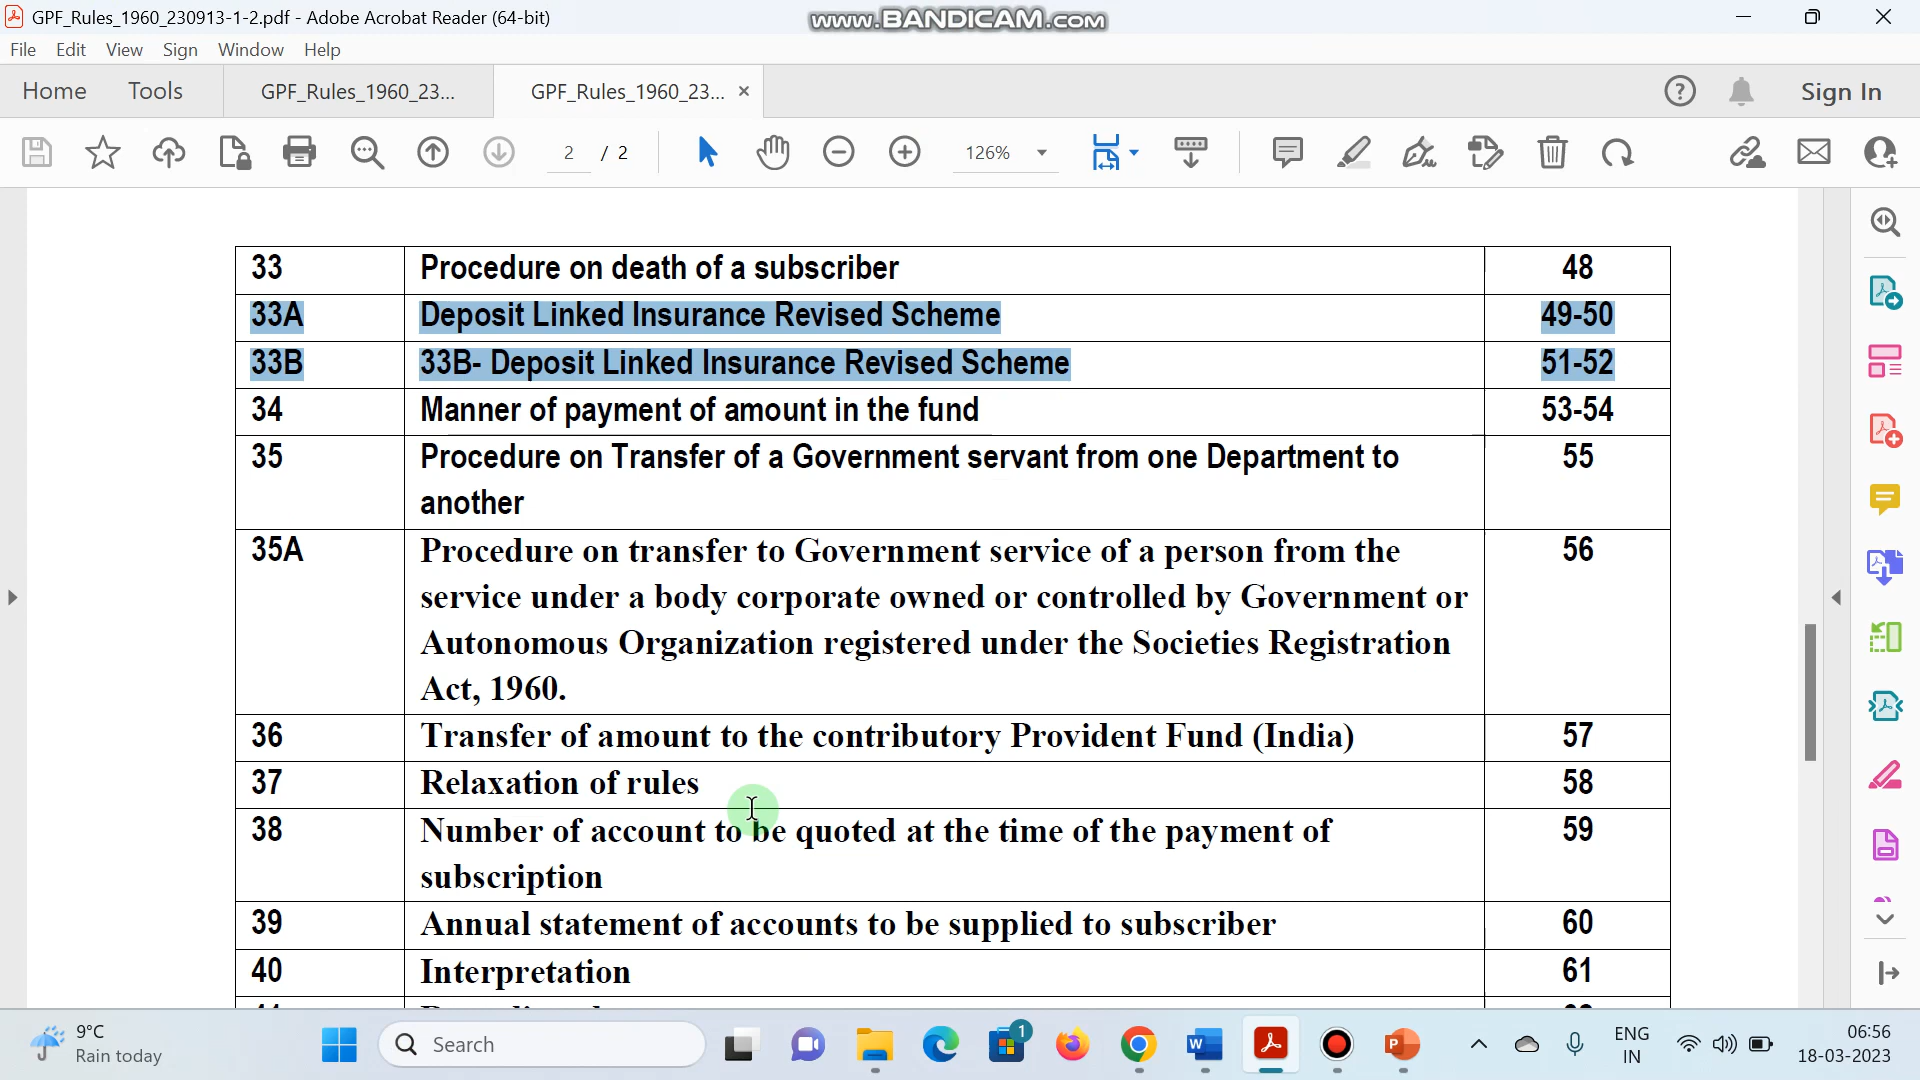 GPF_Rules_1960_230913-1-2.pdf - Adobe Acrobat Reader (64-bit)
www.BANDICAM.com
File Edit View Sign Window Help
Home Tools GPF_Rules_1960_23... GPF_Rules_1960_23... × Sign In
2 / 2 126%
33 Procedure on death of a subscriber 48
33A Deposit Linked Insurance Revised Scheme 49-50
33B 33B- Deposit Linked Insurance Revised Scheme 51-52
34 Manner of payment of amount in the fund 53-54
35 Procedure on Transfer of a Government servant from one Department to 55
another
35A Procedure on transfer to Government service of a person from the 56
service under a body corporate owned or controlled by Government or
Autonomous Organization registered under the Societies Registration
Act, 1960.
36 Transfer of amount to the contributory Provident Fund (India) 57
37 Relaxation of rules 58
38 Number of account to be quoted at the time of the payment of 59
subscription
39 Annual statement of accounts to be supplied to subscriber 60
40 Interpretation 61
9°C
Rain today
Search
1
ENG
IN
06:56
18-03-2023